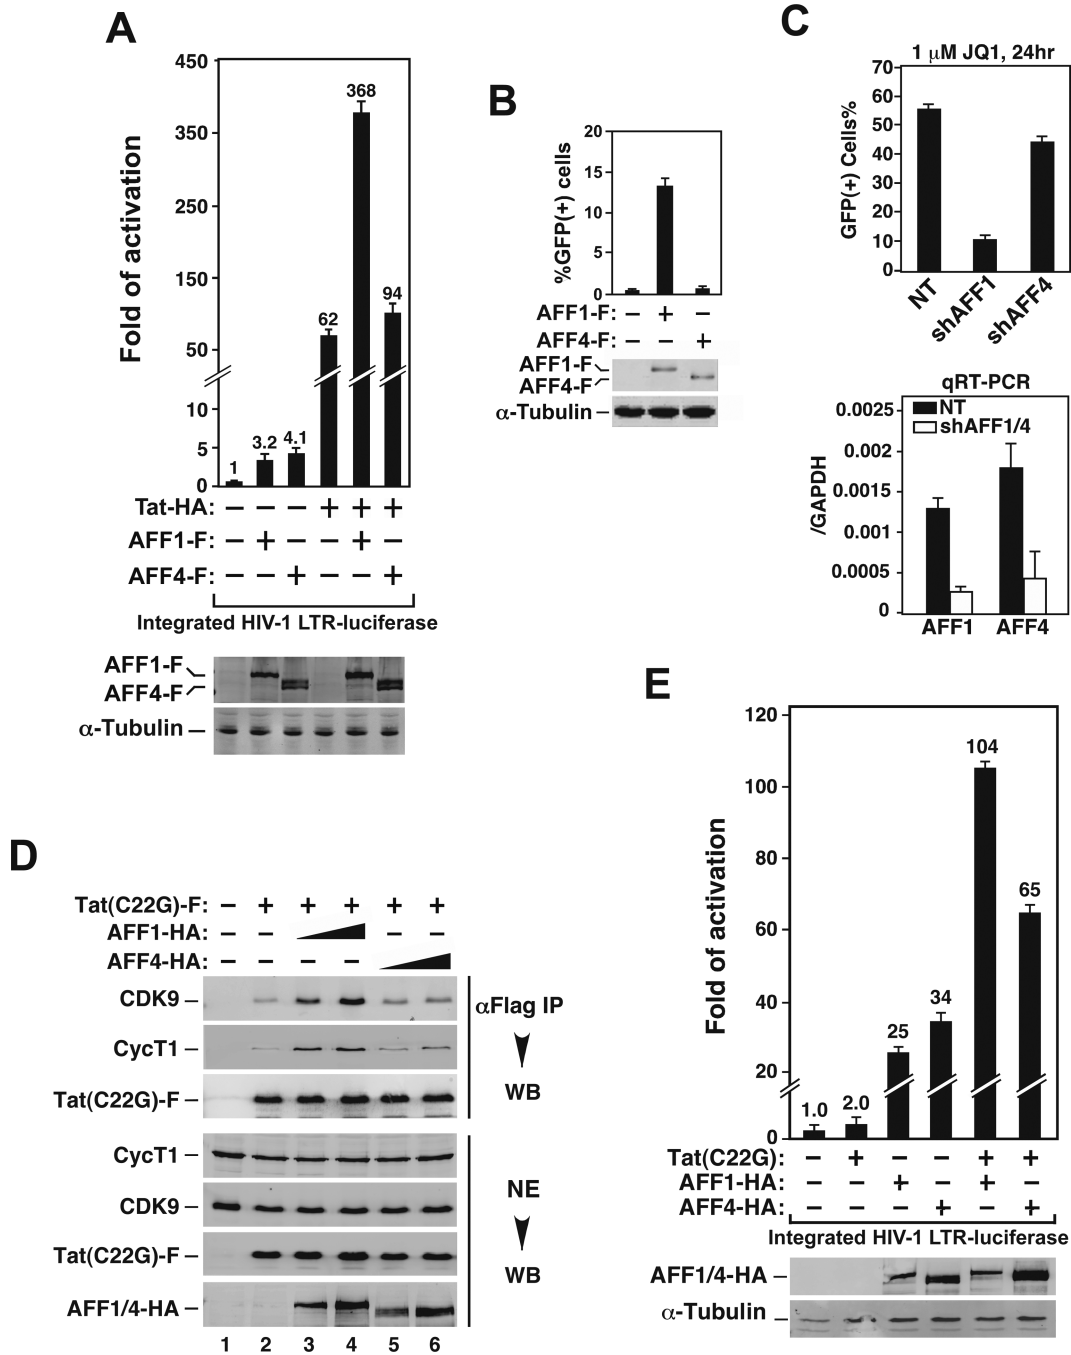 A
450
350
250
150
50
10
5
0
Fold of activation
1
3.2
4.1
62
368
94
Tat-HA: – – – + + +
AFF1-F: – + – – + –
AFF4-F: – – + – – +
Integrated HIV-1 LTR-luciferase
AFF1-F
AFF4-F
α-Tubulin –
B
20
15
10
5
0
%GFP(+) cells
AFF1-F: – + –
AFF4-F: – – +
AFF1-F
AFF4-F
α-Tubulin –
C
1 μM JQ1, 24hr
70
60
50
40
30
20
10
0
GFP(+) Cells%
NT
shAFF1
shAFF4
qRT-PCR
NT
shAFF1/4
0.0025
0.002
0.0015
0.001
0.0005
0
/GAPDH
AFF1
AFF4
D
Tat(C22G)-F: – + + + + +
AFF1-HA: – – – –
AFF4-HA: – – – –
CDK9 –
CycT1 –
Tat(C22G)-F –
αFlag IP
WB
CycT1 –
CDK9 –
Tat(C22G)-F –
AFF1/4-HA –
NE
WB
1 2 3 4 5 6
E
120
100
80
60
40
20
0
Fold of activation
1.0
2.0
25
34
104
65
Tat(C22G): – + – – + +
AFF1-HA: – – + – + –
AFF4-HA: – – – + – +
Integrated HIV-1 LTR-luciferase
AFF1/4-HA –
α-Tubulin –